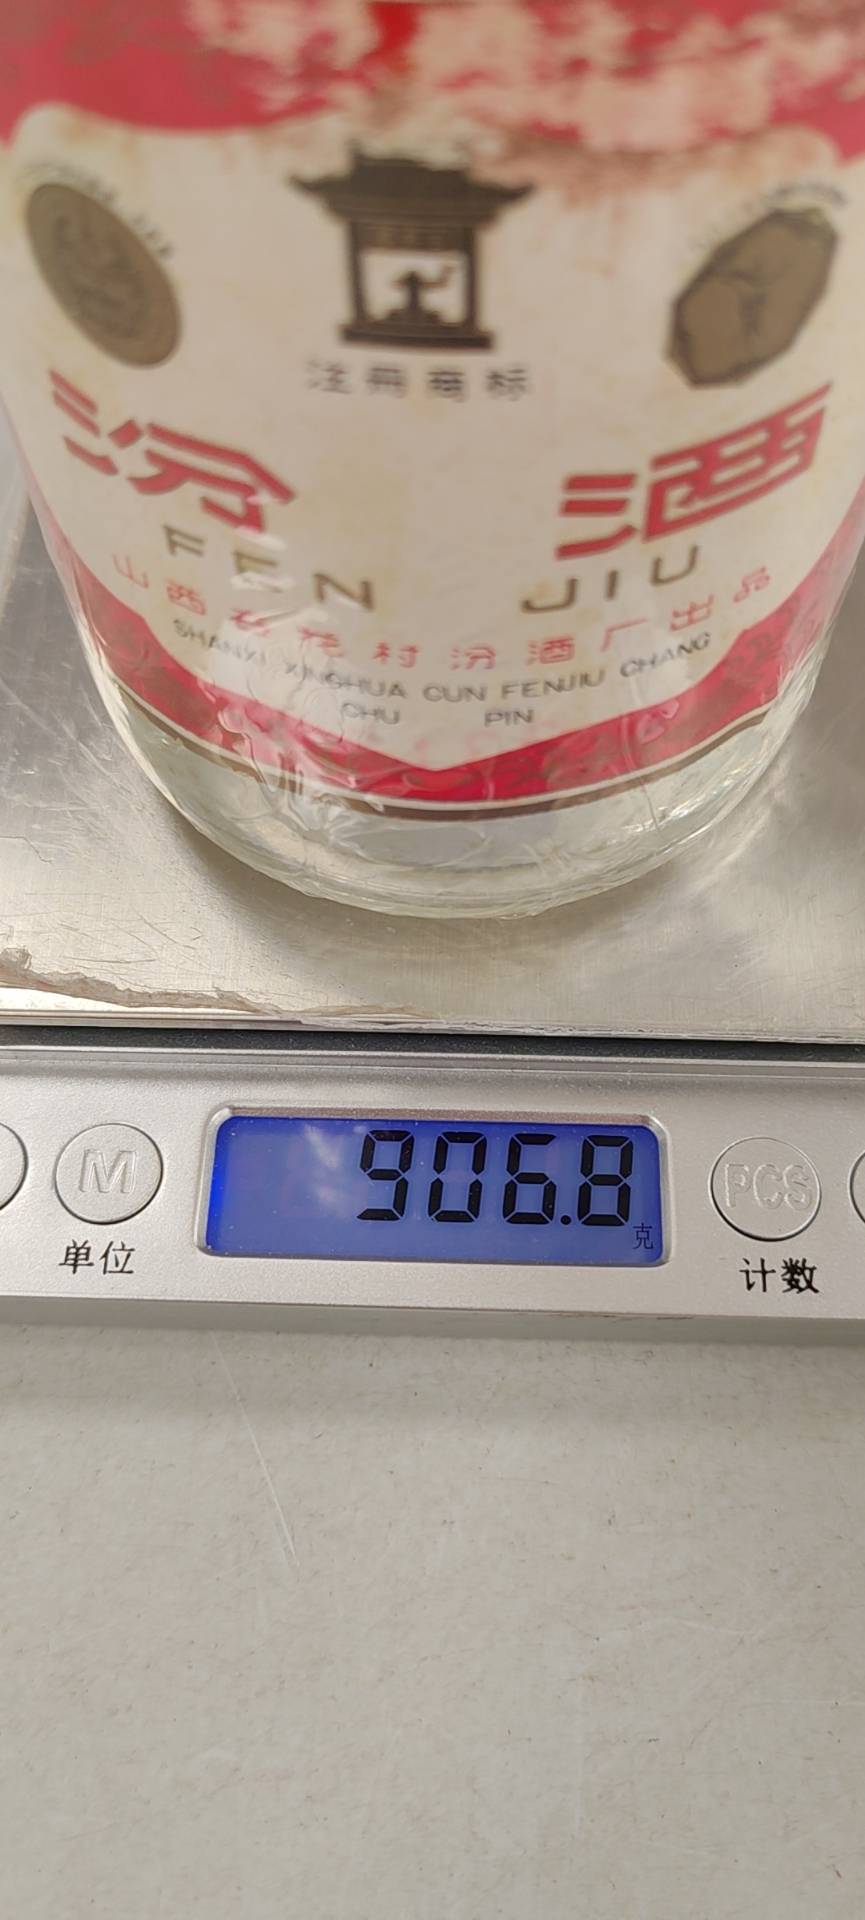 注册商标
汾 酒
FEN JIU
山西杏花村汾酒厂出品
SHANXI XINGHUA CUN FENJIU CHANG
CHU PIN
906.8
克
M
PCS
单位
计数